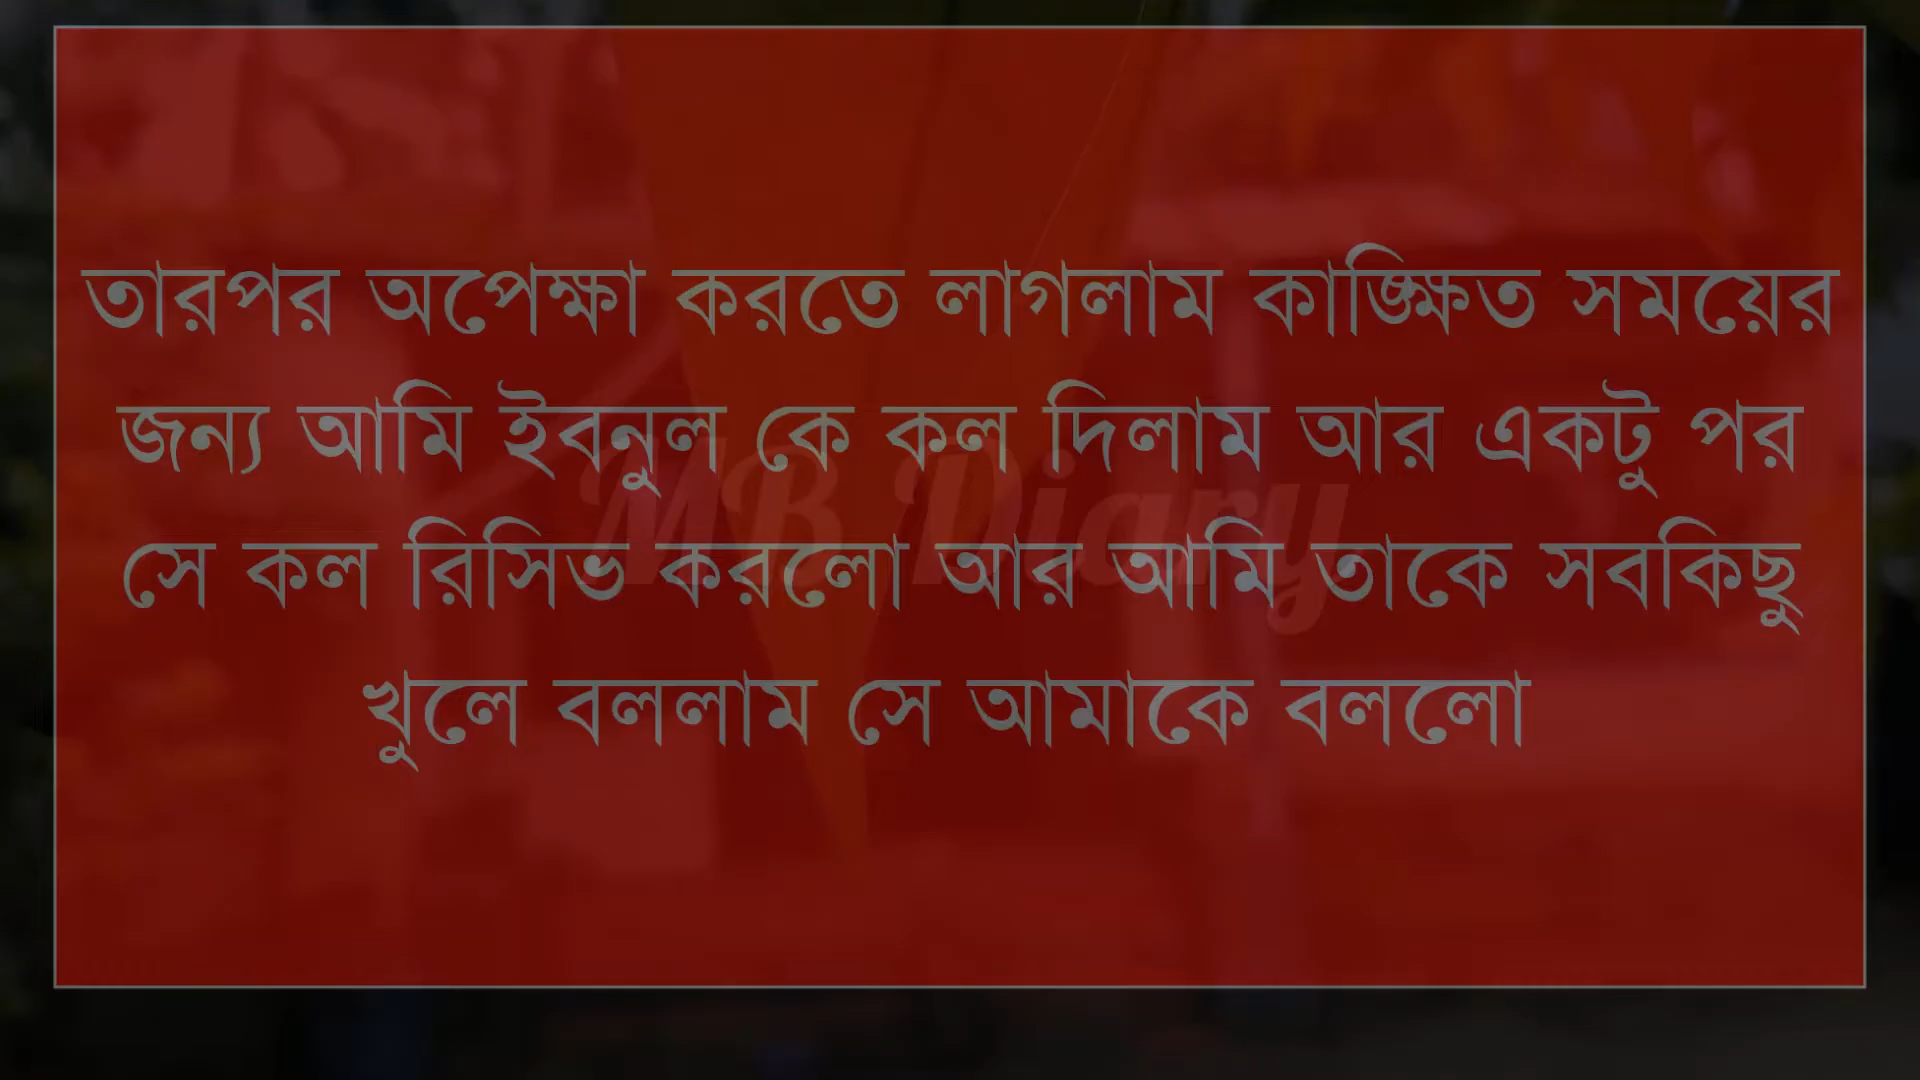 তারপর অপেক্ষা করতে লাগলাম কাঙ্ক্ষিত সময়ের
জন্য আমি ইবনুল কে কল দিলাম আর একটু পর
MB Diary
সে কল রিসিভ করলো আর আমি তাকে সবকিছু
খুলে বললাম সে আমাকে বললো